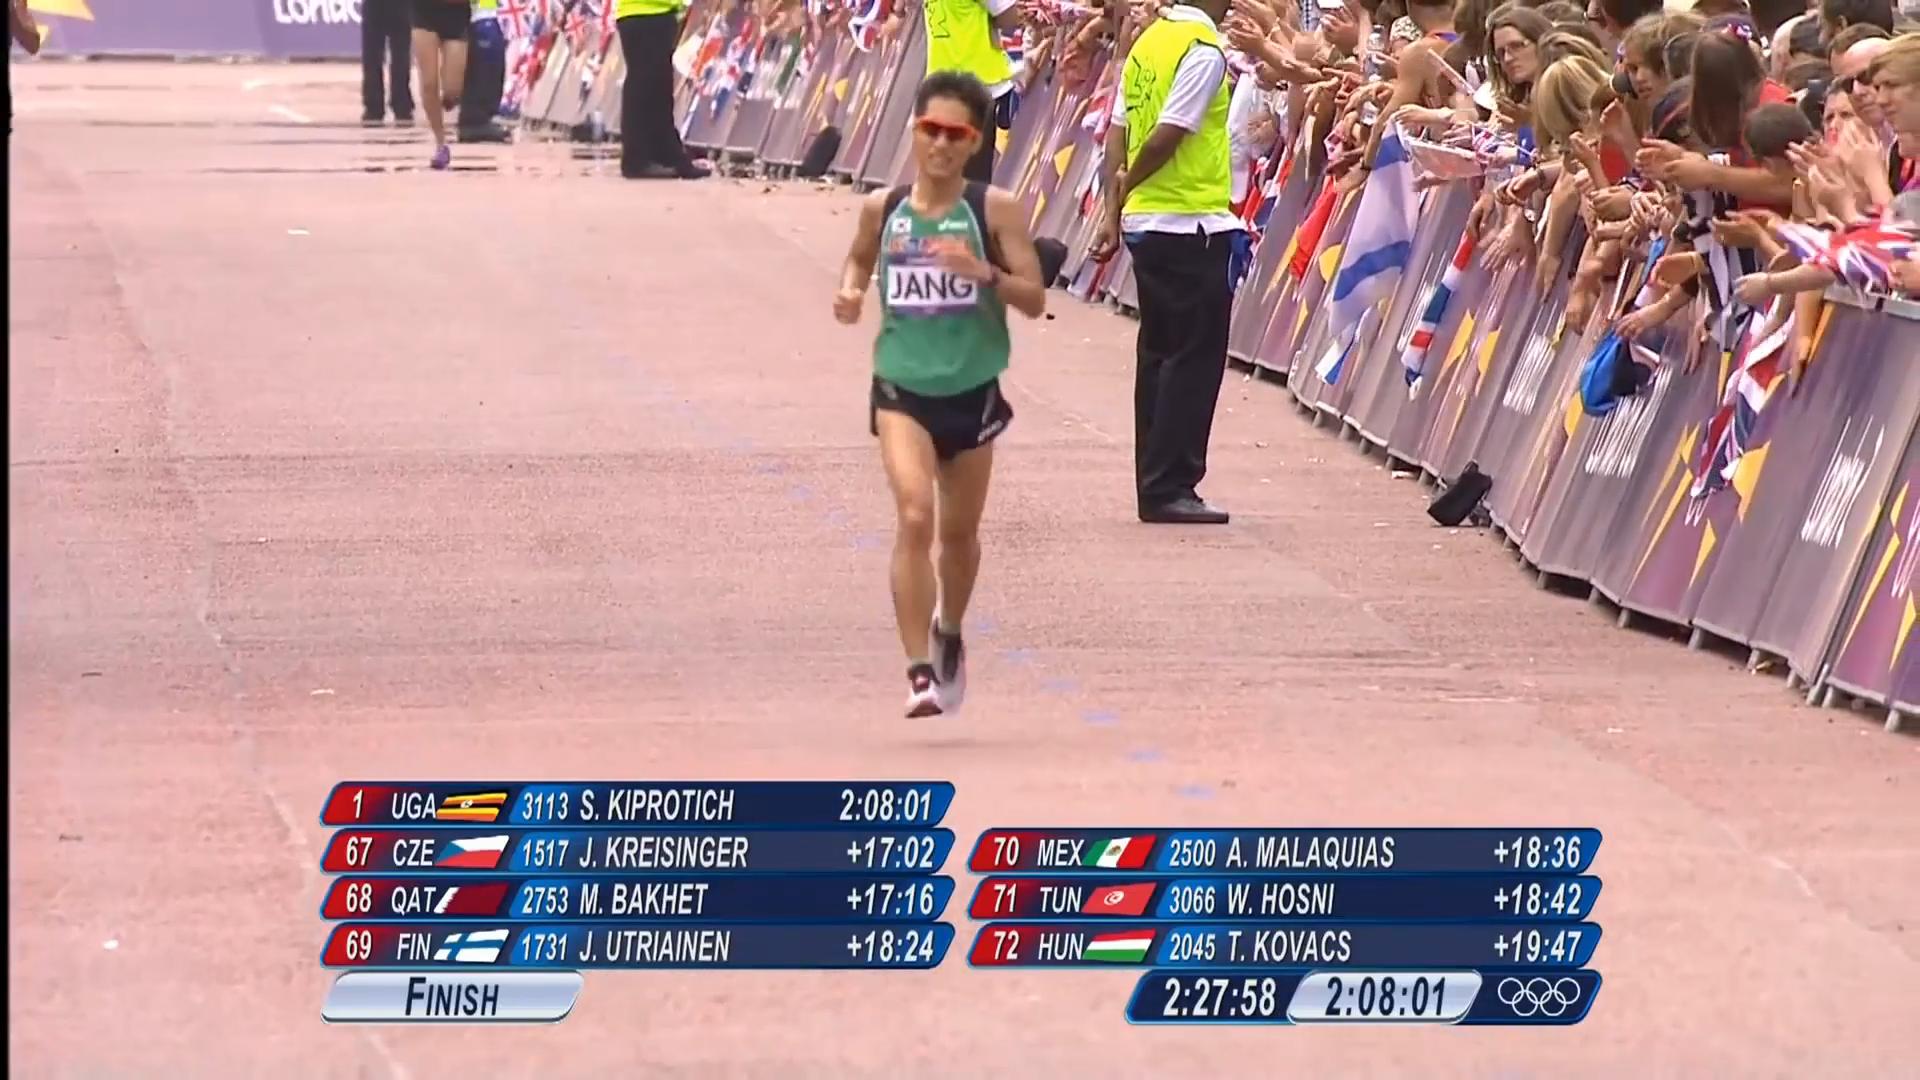 London
JANG
1 UGA 3113 S. KIPROTICH 2:08:01
67 CZE 1517 J. KREISINGER +17:02
68 QAT 2753 M. BAKHET +17:16
69 FIN 1731 J. UTRIAINEN +18:24
70 MEX 2500 A. MALAQUIAS +18:36
71 TUN 3066 W. HOSNI +18:42
72 HUN 2045 T. KOVACS +19:47
FINISH
2:27:58 2:08:01